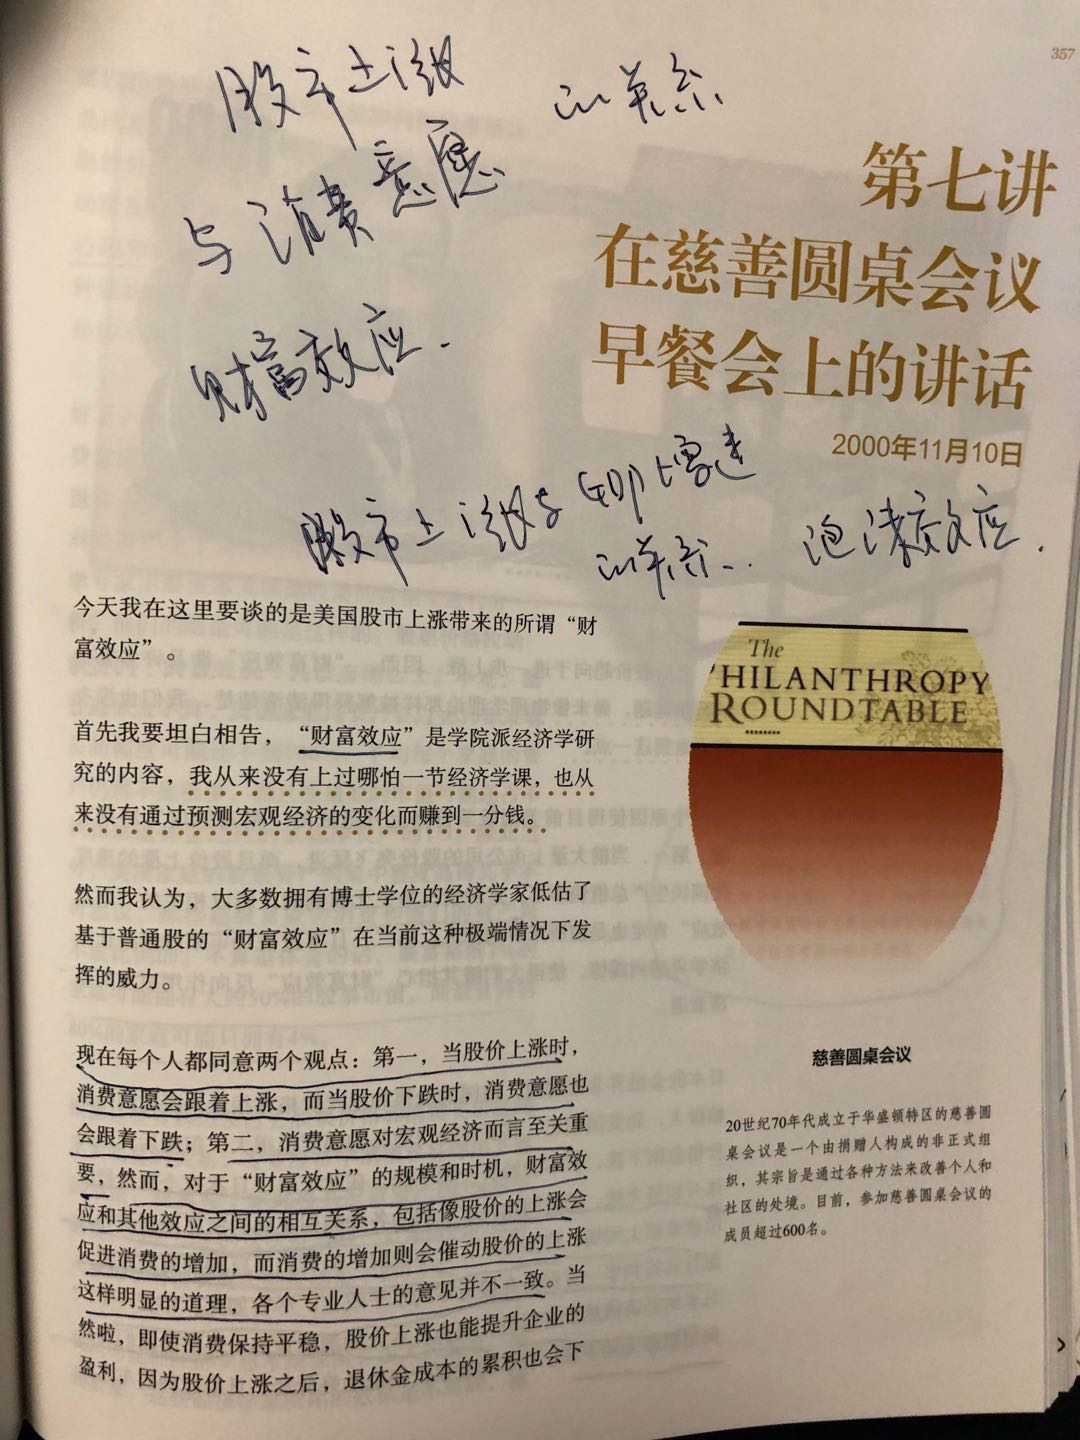 357
股市上涨
的关系
与消费意愿
财富效应.
第七讲
在慈善圆桌会议
早餐会上的讲话
2000年11月10日
股市上涨与GDP增速
的关系..
泡沫效应.
今天我在这里要谈的是美国股市上涨带来的所谓“财
富效应”。
首先我要坦白相告，“财富效应”是学院派经济学研
究的内容，我从来没有上过哪怕一节经济学课，也从
来没有通过预测宏观经济的变化而赚到一分钱。
然而我认为，大多数拥有博士学位的经济学家低估了
基于普通股的“财富效应”在当前这种极端情况下发
挥的威力。
现在每个人都同意两个观点：第一，当股价上涨时，
消费意愿会跟着上涨，而当股价下跌时，消费意愿也
会跟着下跌；第二，消费意愿对宏观经济而言至关重
要，然而，对于“财富效应”的规模和时机，财富效
应和其他效应之间的相互关系，包括像股价的上涨会
促进消费的增加，而消费的增加则会催动股价的上涨
这样明显的道理，各个专业人士的意见并不一致。当
然啦，即使消费保持平稳，股价上涨也能提升企业的
盈利，因为股价上涨之后，退休金成本的累积也会下
The
PHILANTHROPY
ROUNDTABLE
慈善圆桌会议
20世纪70年代成立于华盛顿特区的慈善圆
桌会议是一个由捐赠人构成的非正式组
织，其宗旨是通过各种方法来改善个人和
社区的处境。目前，参加慈善圆桌会议的
成员超过600名。